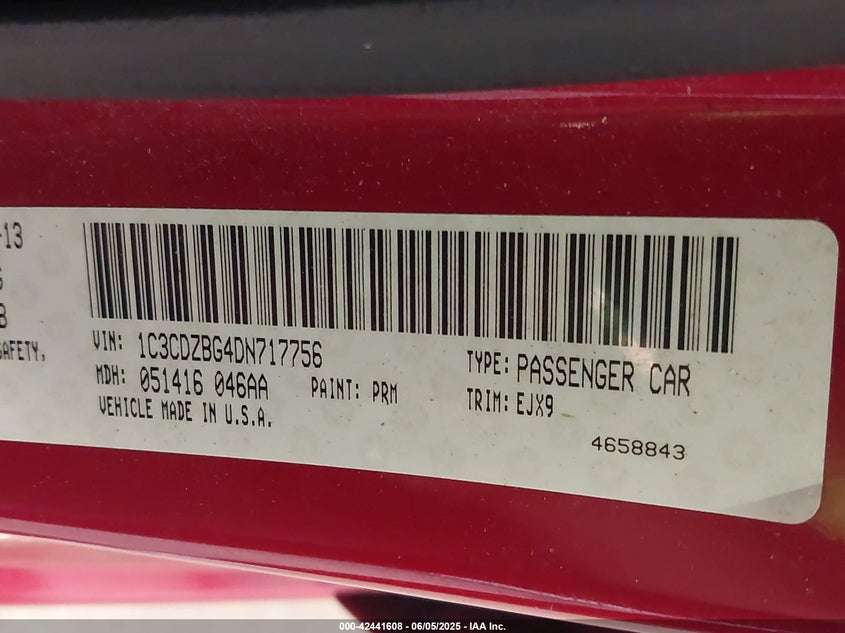 -13
B
SAFETY,
VIN: 1C3CDZBG4DN717756
TYPE: PASSENGER CAR
MDH: 051416 046AA PAINT: PRM
TRIM: EJX9
VEHICLE MADE IN U.S.A.
4658843
000-42441608 - 06/05/2025 - IAA Inc.